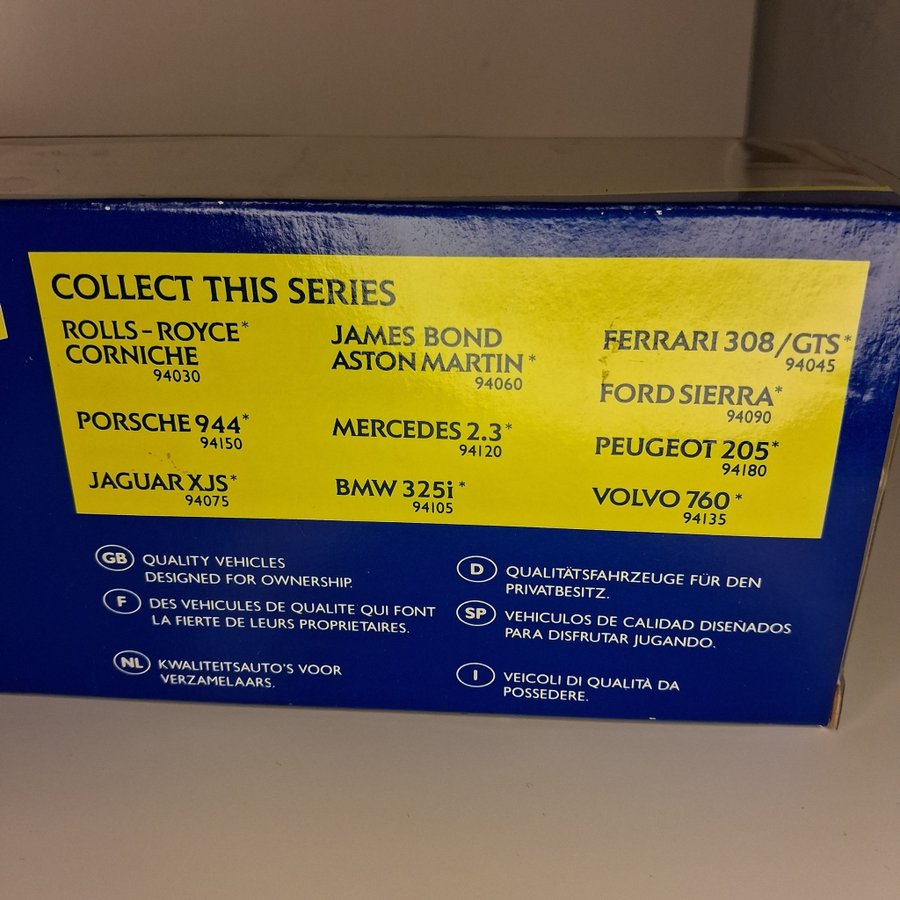 COLLECT THIS SERIES
ROLLS-ROYCE*
CORNICHE
94030
PORSCHE 944*
94150
JAGUAR XJS*
94075
JAMES BOND
ASTON MARTIN*
94060
MERCEDES 2.3*
94120
BMW 325i*
94105
FERRARI 308/GTS*
94045
FORD SIERRA*
94090
PEUGEOT 205*
94180
VOLVO 760*
94135
GB QUALITY VEHICLES
DESIGNED FOR OWNERSHIP.
F DES VEHICULES DE QUALITE QUI FONT
LA FIERTE DE LEURS PROPRIETAIRES.
NL KWALITEITSAUTO'S VOOR
VERZAMELAARS.
D QUALITÄTSFAHRZEUGE FÜR DEN
PRIVATBESITZ.
SP VEHICULOS DE CALIDAD DISEÑADOS
PARA DISFRUTAR JUGANDO.
I VEICOLI DI QUALITÀ DA
POSSEDERE.